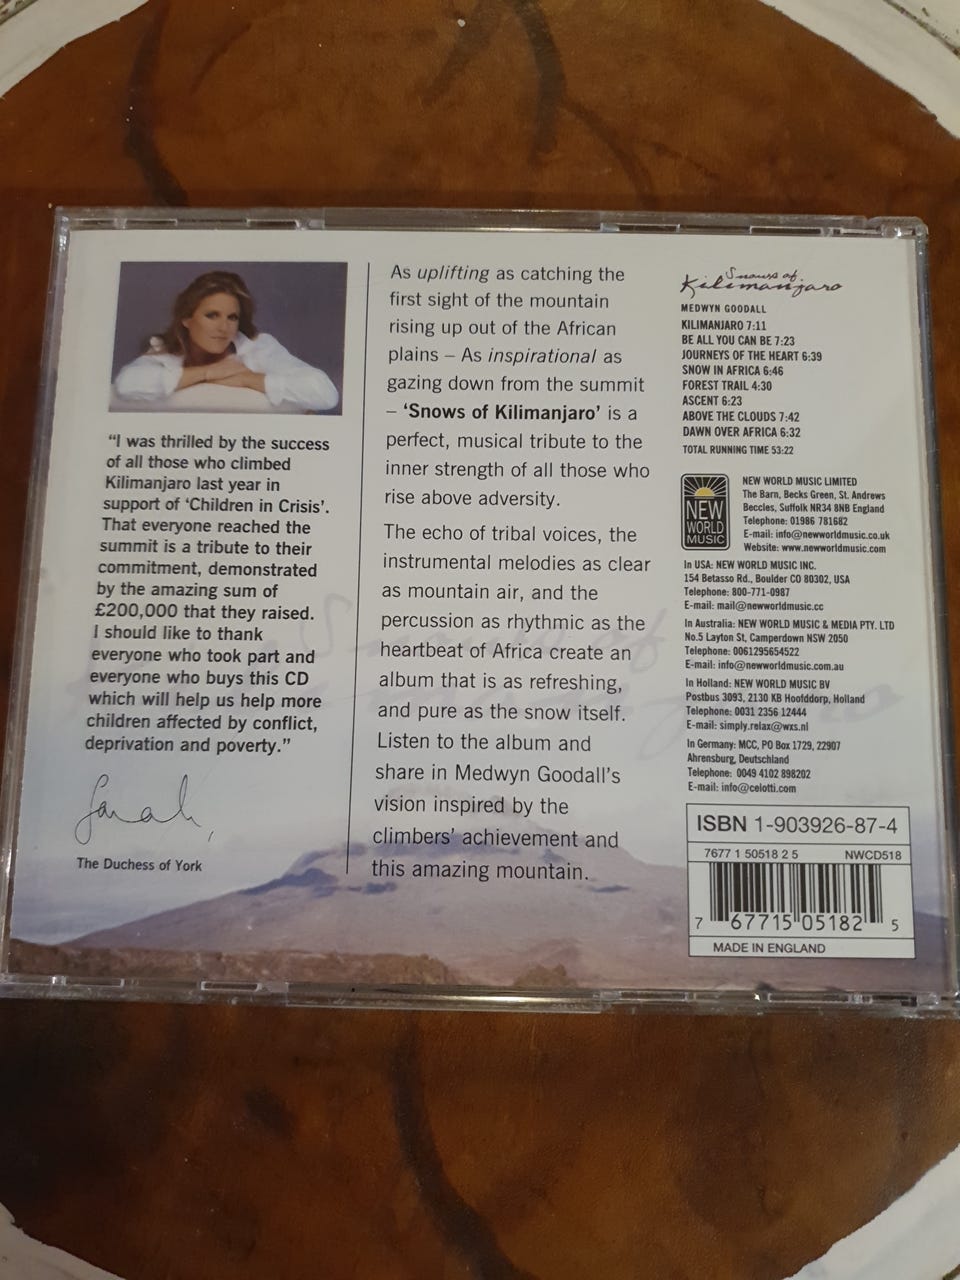 "I was thrilled by the success
of all those who climbed
Kilimanjaro last year in
support of 'Children in Crisis'.
That everyone reached the
summit is a tribute to their
commitment, demonstrated
by the amazing sum of
£200,000 that they raised.
I should like to thank
everyone who took part and
everyone who buys this CD
which will help us help more
children affected by conflict,
deprivation and poverty."
Sarah,
The Duchess of York
As uplifting as catching the
first sight of the mountain
rising up out of the African
plains – As inspirational as
gazing down from the summit
– 'Snows of Kilimanjaro' is a
perfect, musical tribute to the
inner strength of all those who
rise above adversity.
The echo of tribal voices, the
instrumental melodies as clear
as mountain air, and the
percussion as rhythmic as the
heartbeat of Africa create an
album that is as refreshing,
and pure as the snow itself.
Listen to the album and
share in Medwyn Goodall's
vision inspired by the
climbers' achievement and
this amazing mountain.
Snows of
Kilimanjaro
MEDWYN GOODALL
KILIMANJARO 7:11
BE ALL YOU CAN BE 7:23
JOURNEYS OF THE HEART 6:39
SNOW IN AFRICA 6:46
FOREST TRAIL 4:30
ASCENT 6:23
ABOVE THE CLOUDS 7:42
DAWN OVER AFRICA 6:32
TOTAL RUNNING TIME 53:22
NEW
WORLD
MUSIC
NEW WORLD MUSIC LIMITED
The Barn, Becks Green, St. Andrews
Beccles, Suffolk NR34 8NB England
Telephone: 01986 781682
E-mail: info@newworldmusic.co.uk
Website: www.newworldmusic.com
In USA: NEW WORLD MUSIC INC.
154 Betasso Rd., Boulder CO 80302, USA
Telephone: 800-771-0987
E-mail: mail@newworldmusic.cc
In Australia: NEW WORLD MUSIC & MEDIA PTY. LTD
No.5 Layton St, Camperdown NSW 2050
Telephone: 0061295654522
E-mail: info@newworldmusic.com.au
In Holland: NEW WORLD MUSIC BV
Postbus 3093, 2130 KB Hoofddorp, Holland
Telephone: 0031 2356 12444
E-mail: simply.relax@wxs.nl
In Germany: MCC, PO Box 1729, 22907
Ahrensburg, Deutschland
Telephone: 0049 4102 898202
E-mail: info@celotti.com
ISBN 1-903926-87-4
7677 1 50518 2 5 NWCD518
7 67715 05182 5
MADE IN ENGLAND